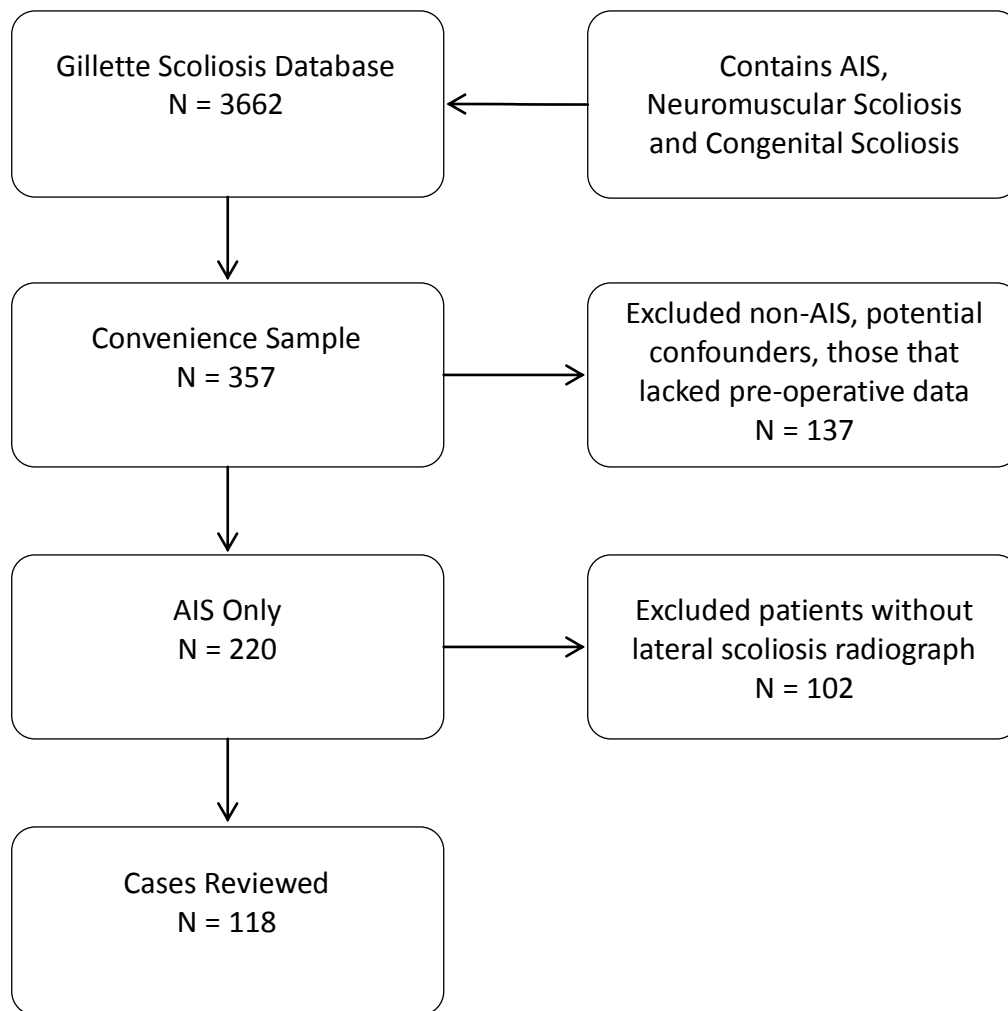 Gillette Scoliosis Database
N = 3662
Contains AIS,
Neuromuscular Scoliosis
and Congenital Scoliosis
Convenience Sample
N = 357
Excluded non-AIS, potential
confounders, those that
lacked pre-operative data
N = 137
AIS Only
N = 220
Excluded patients without
lateral scoliosis radiograph
N = 102
Cases Reviewed
N = 118